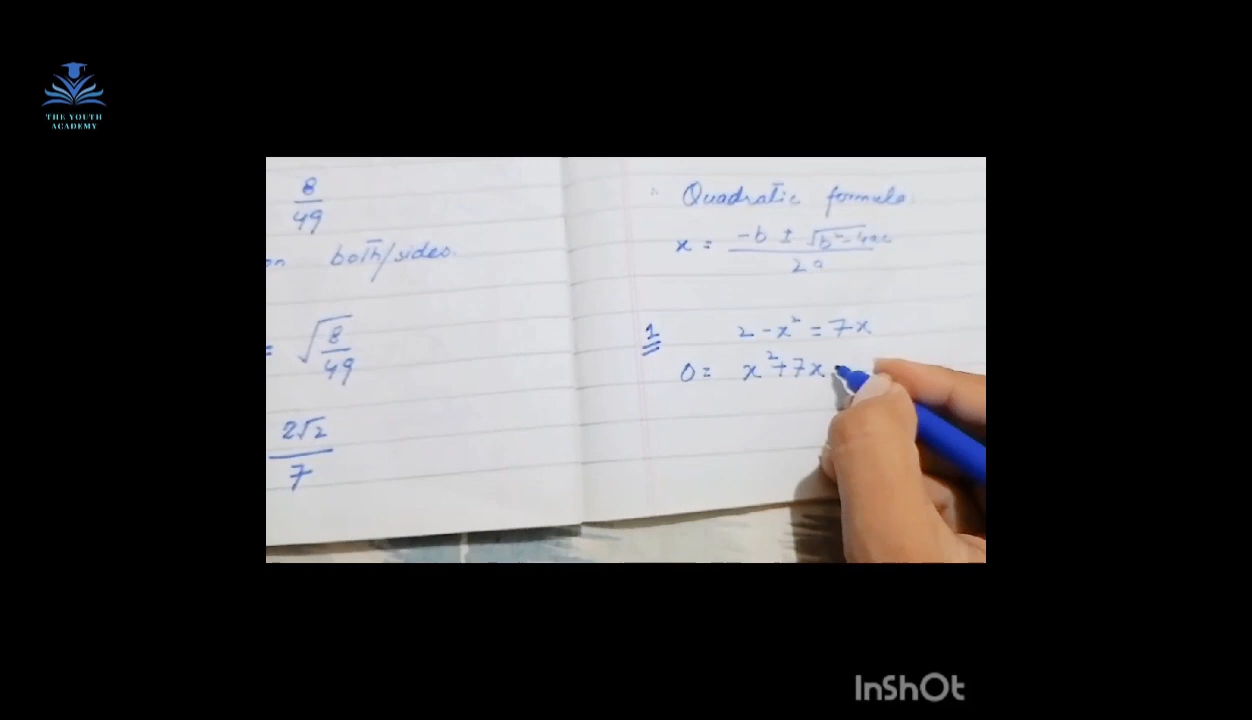 THE YOUTH
ACADEMY
8
49
on both/sides.
= √8/49
2√2
7
∴ Quadratic formula
x = -b ± √b²-4ac
2a
1 2 - x² = 7x
0 = x² + 7x
InShOt